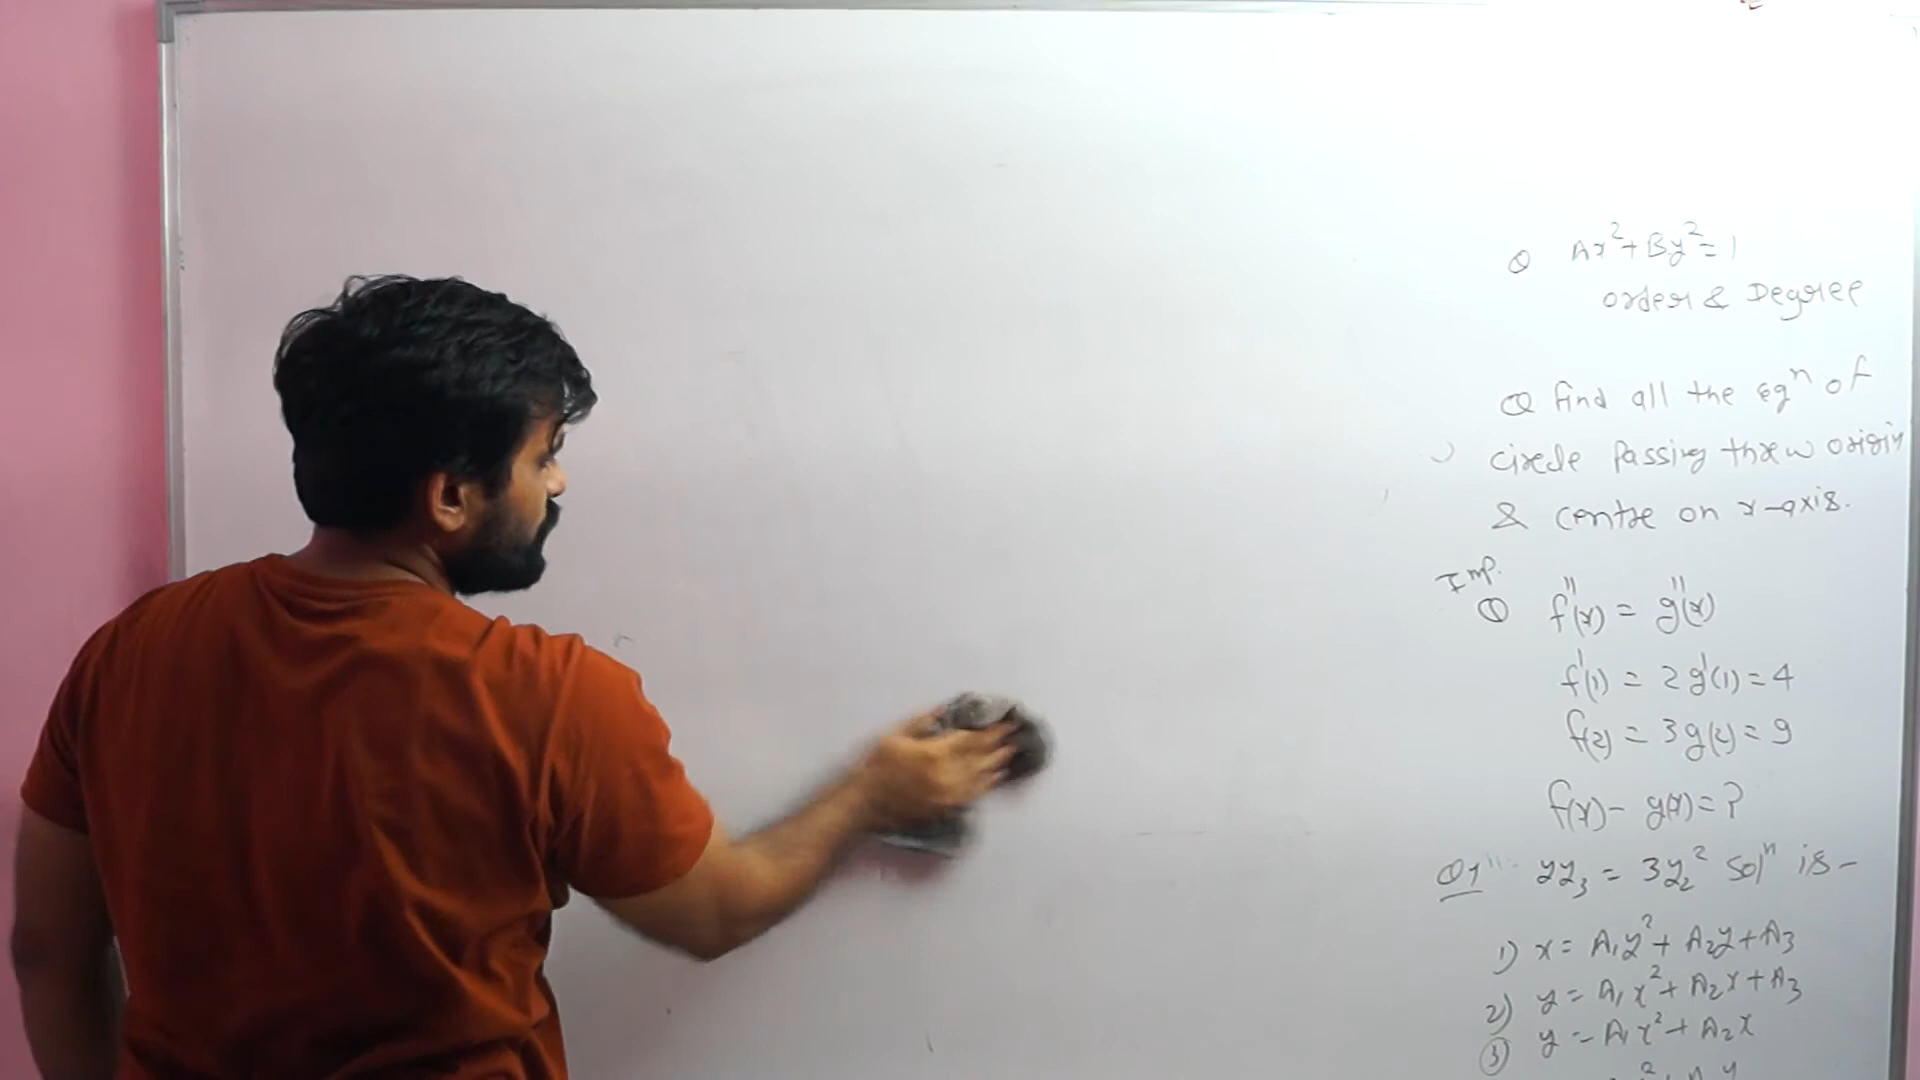 Q Ax²+By²=1
order & Degree
Q find all the eqⁿ of
circle Passing threw origin
& centre on x-axis.
Imp.
Q f''(x) = g''(x)
f'(1) = 2g'(1) = 4
f(2) = 3g(2) = 9
f(x) - g(x) = ?
Q1 yy₃ = 3y₂² Solⁿ is -
1) x = A₁y² + A₂y + A₃
2) y = A₁x² + A₂x + A₃
3) y = A₁x² + A₂x